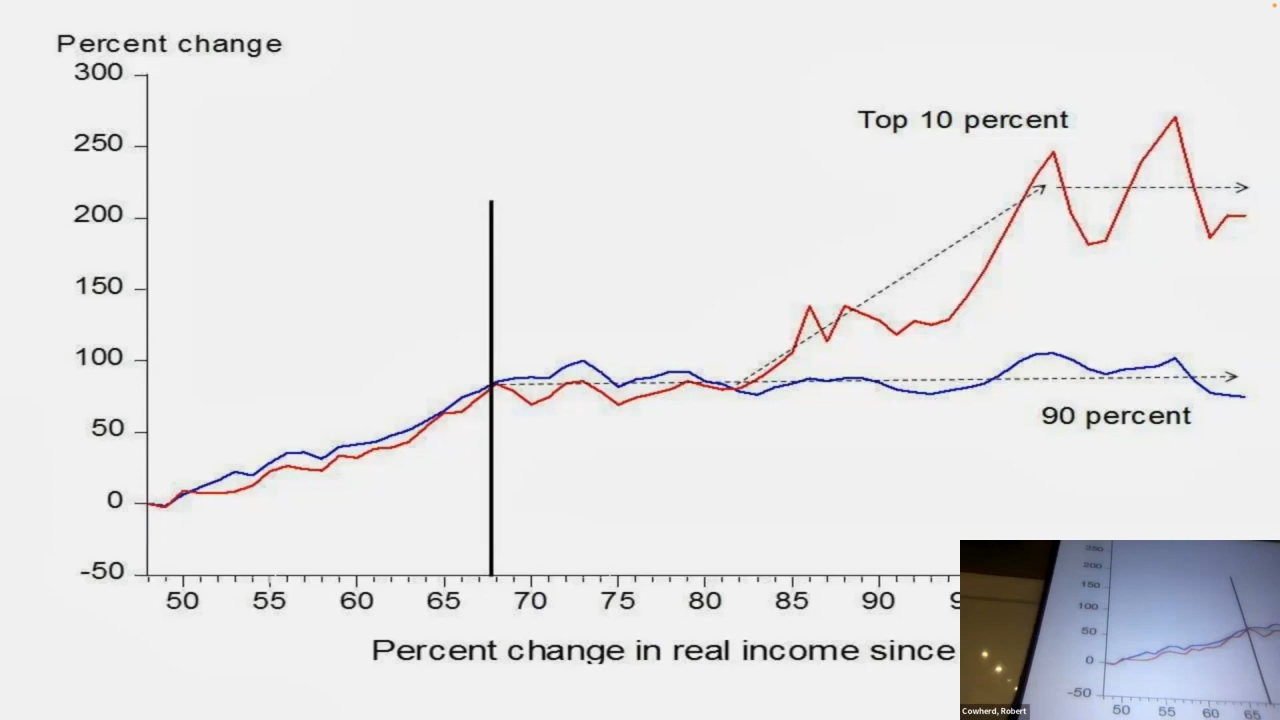 Percent change
300
250
200
150
100
50
0
-50
Top 10 percent
90 percent
50 55 60 65 70 75 80 85 90 9
Percent change in real income since
250
200
150
100
50
0
-50
50 55 60 65
Cowherd, Robert